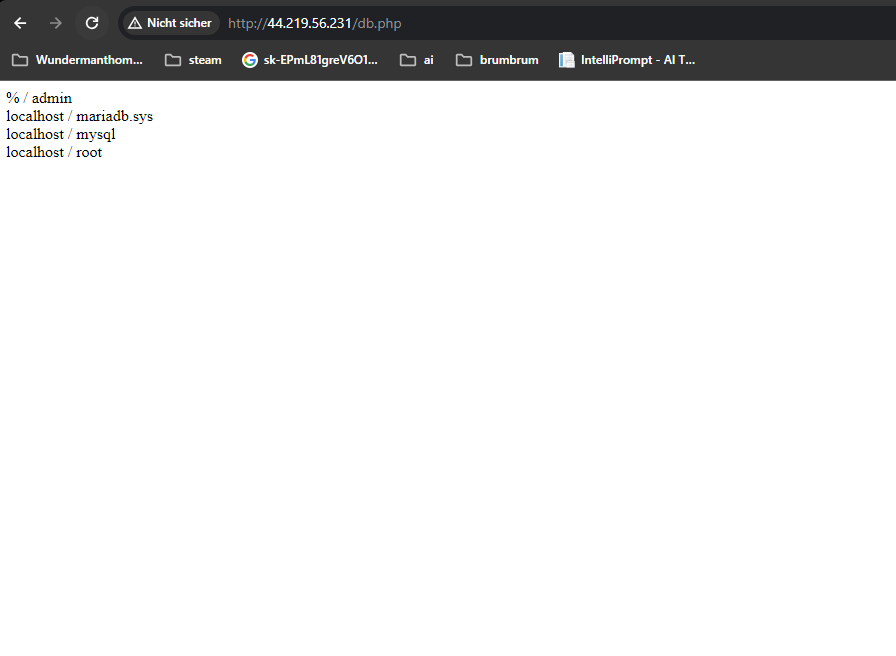 Nicht sicher http://44.219.56.231/db.php
Wundermanthom... steam sk-EPmL81greV6O1... ai brumbrum IntelliPrompt - AI T...
% / admin
localhost / mariadb.sys
localhost / mysql
localhost / root